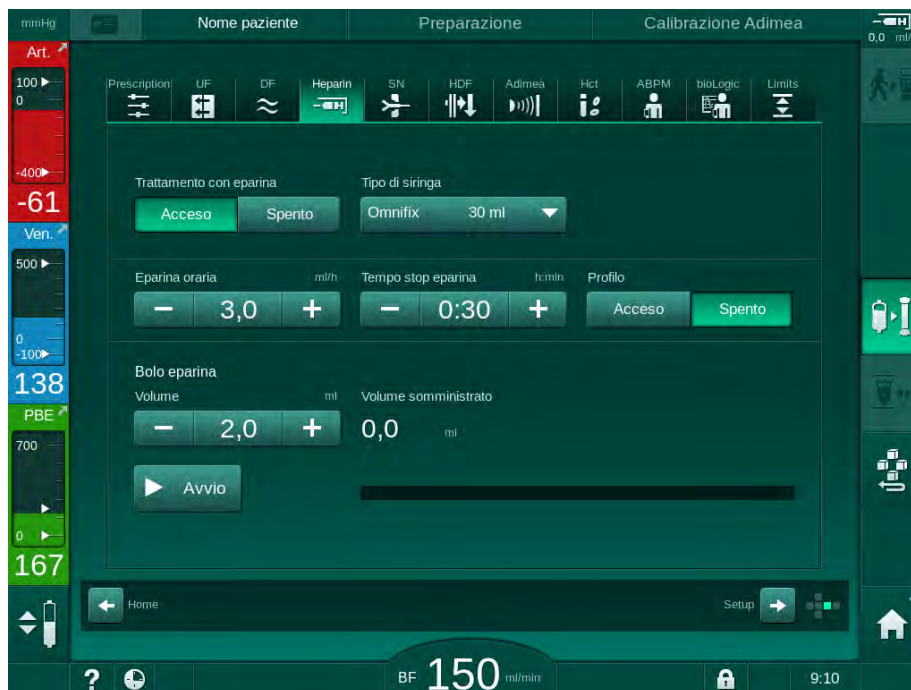 mmHg
Nome paziente
Preparazione
Calibrazione Adimea
0,0 ml/
Art.
100
0
-400
-61
Ven.
500
0
-100
138
PBE
700
0
167
Prescription
UF
DF
Heparin
SN
HDF
Adimea
Hct
ABPM
bioLogic
Limits
Trattamento con eparina
Tipo di siringa
Acceso
Spento
Omnifix 30 ml
Eparina oraria ml/h
Tempo stop eparina h:min
Profilo
− 3,0 +
− 0:30 +
Acceso
Spento
Bolo eparina
Volume ml
Volume somministrato
− 2,0 +
0,0 ml
Avvio
Home
Setup
?
BF 150 ml/min
9:10